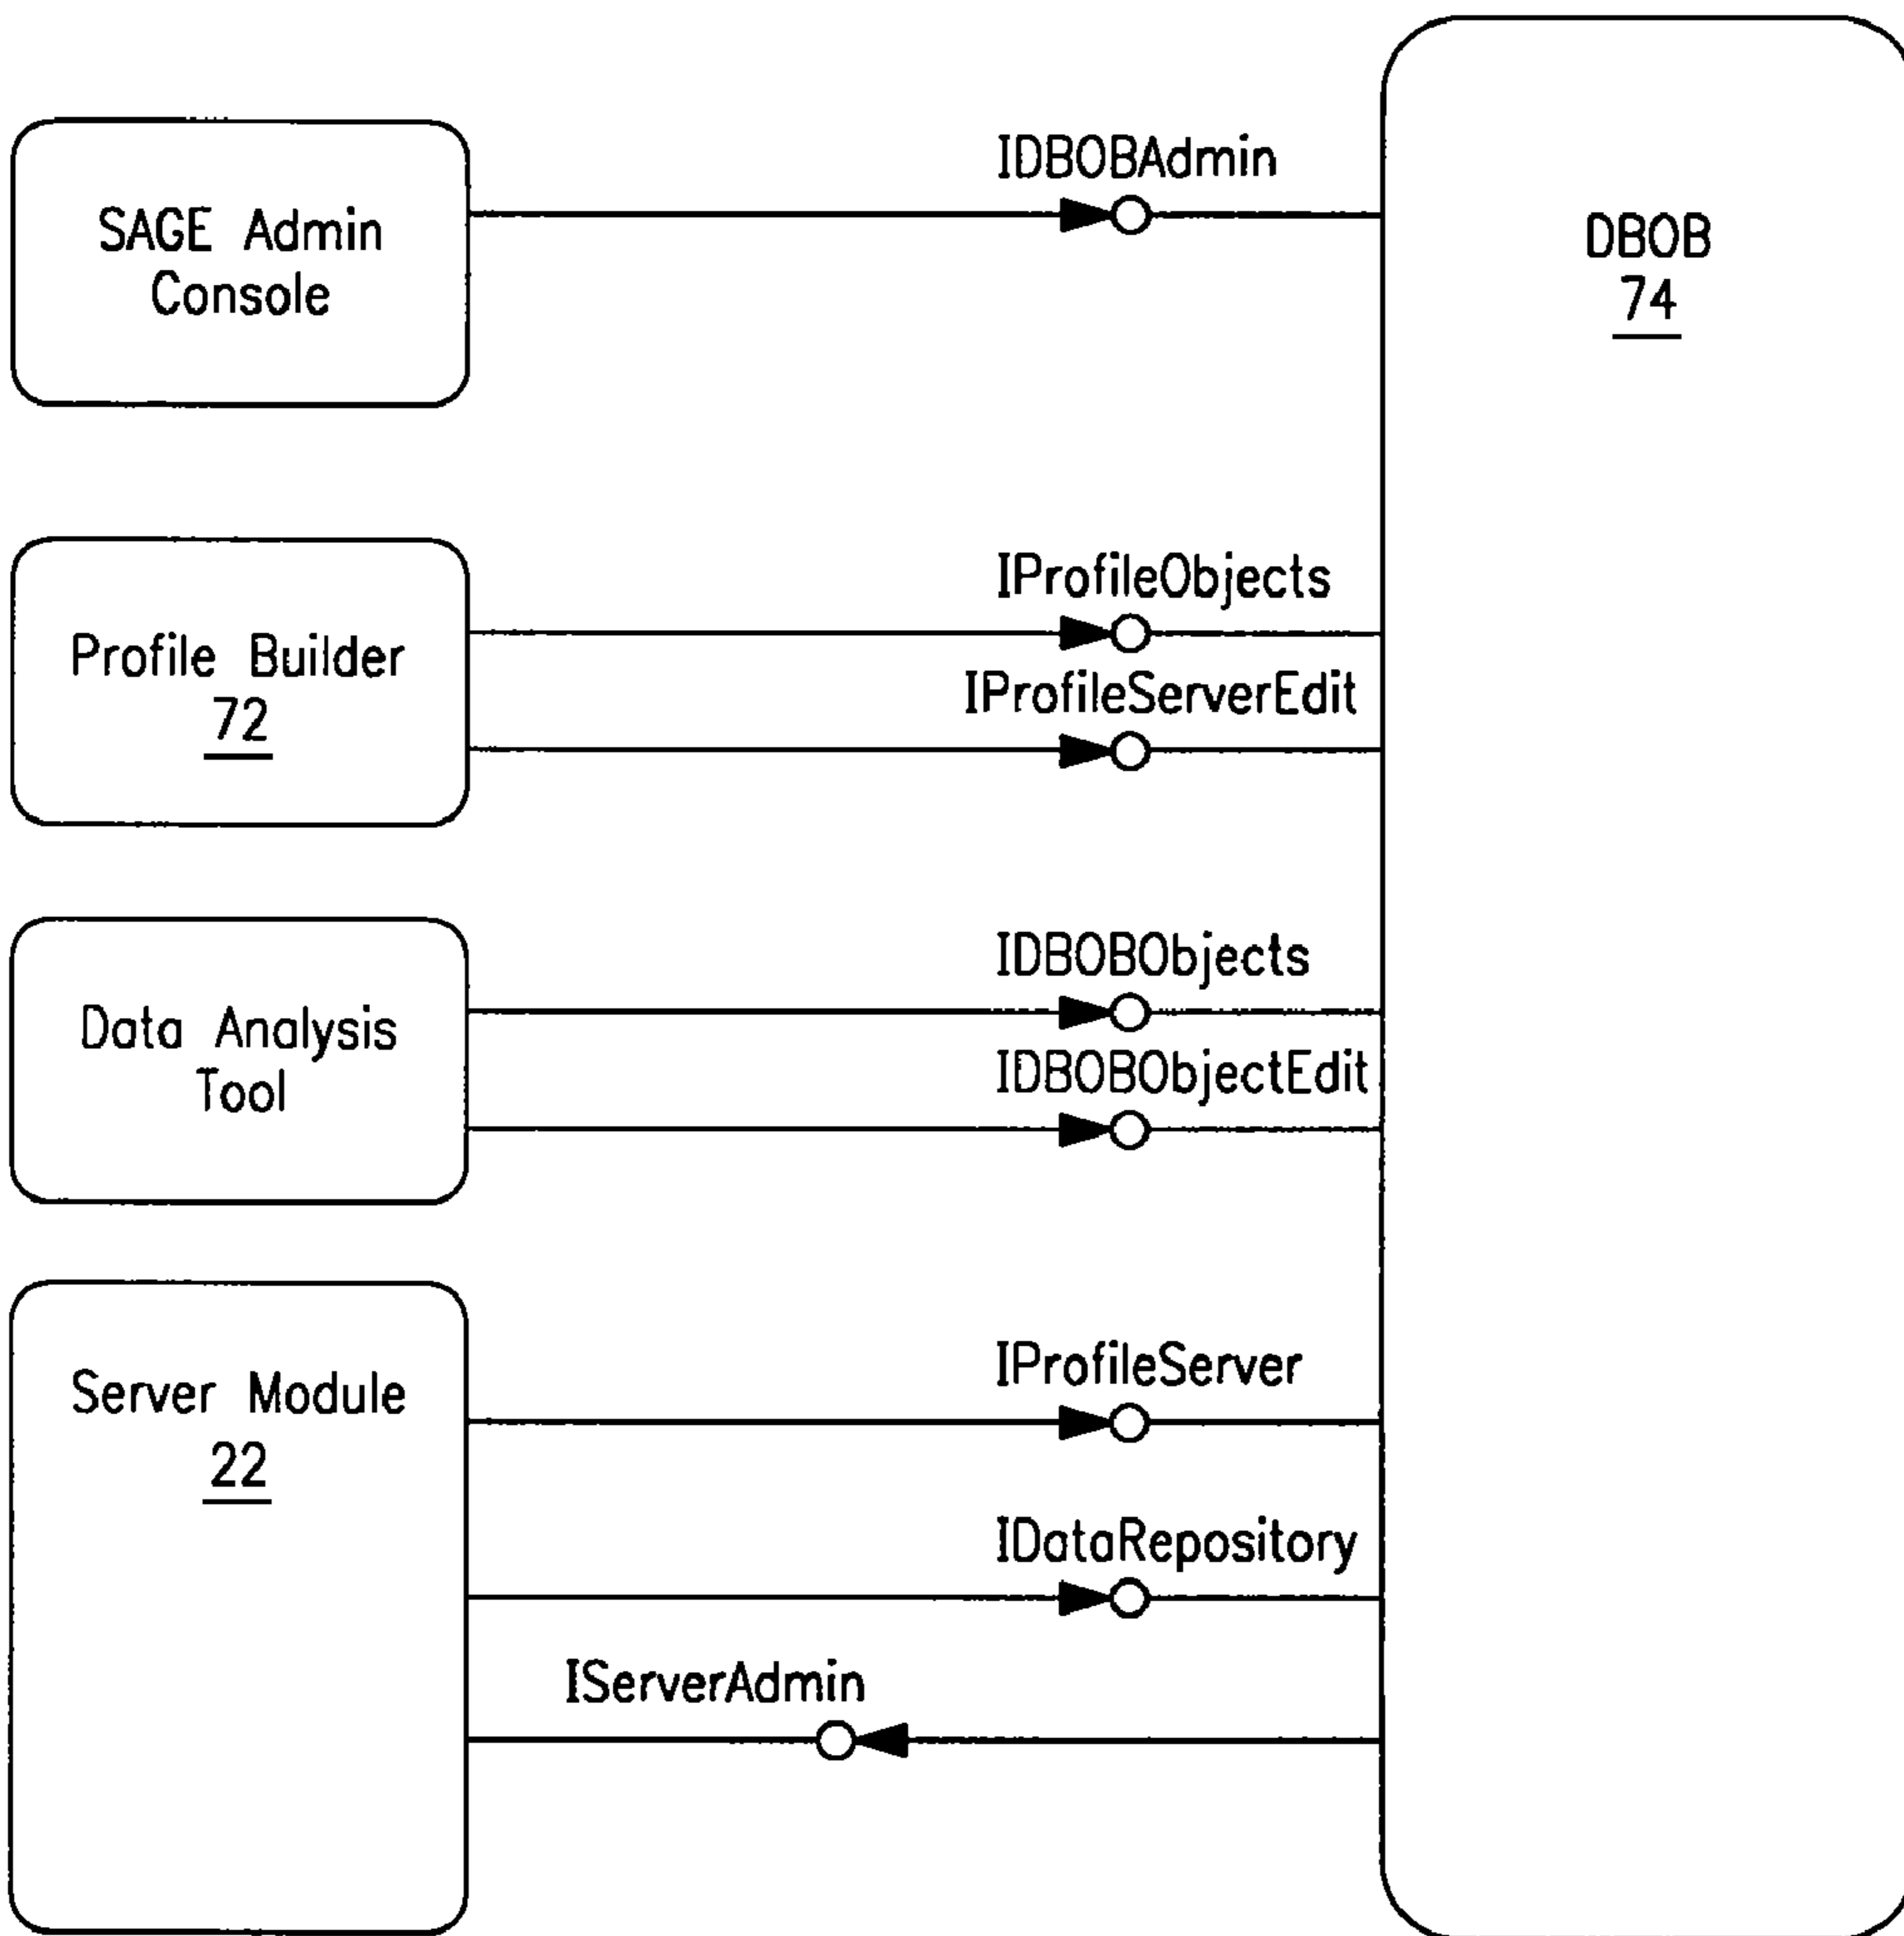 SAGE Admin
Console
IDBOBAdmin
DBOB
74
Profile Builder
72
IProfileObjects
IProfileServerEdit
Data Analysis
Tool
IDBOBObjects
IDBOBObjectEdit
Server Module
22
IProfileServer
IDataRepository
IServerAdmin